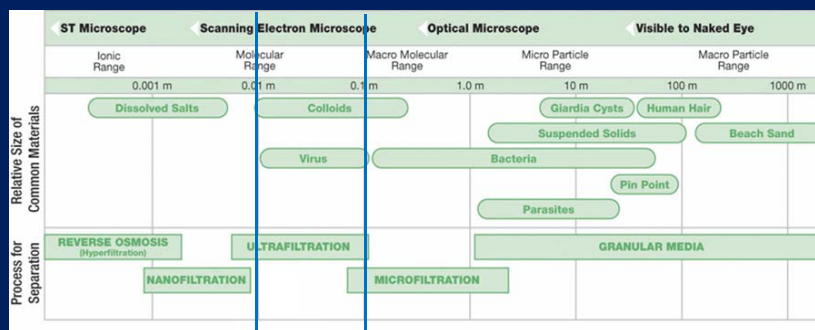 ST Microscope
Scanning Electron Microscope
Optical Microscope
Visible to Naked Eye
Ionic Range
Molecular Range
Macro Molecular Range
Micro Particle Range
Macro Particle Range
0.001 m
0.01 m
0.1 m
1.0 m
10 m
100 m
1000 m
Relative Size of
Common Materials
Dissolved Salts
Colloids
Giardia Cysts
Human Hair
Suspended Solids
Beach Sand
Virus
Bacteria
Pin Point
Parasites
Process for
Separation
REVERSE OSMOSIS
(Hyperfiltration)
ULTRAFILTRATION
GRANULAR MEDIA
NANOFILTRATION
MICROFILTRATION